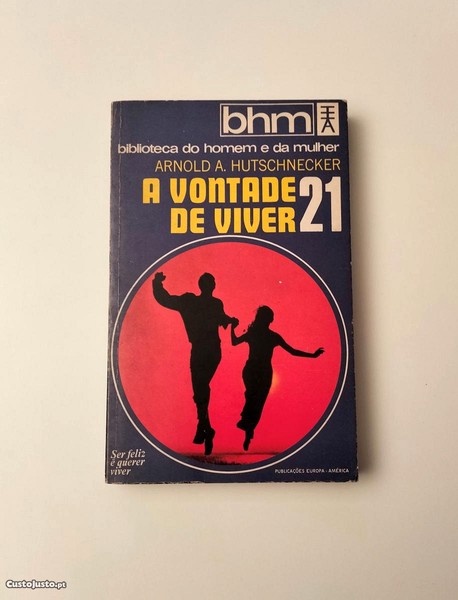 bhm
biblioteca do homem e da mulher
ARNOLD A. HUTSCHNECKER
A VONTADE
DE VIVER 21
Ser feliz
é querer
viver
PUBLICAÇÕES EUROPA-AMÉRICA
© Custojusto.pt